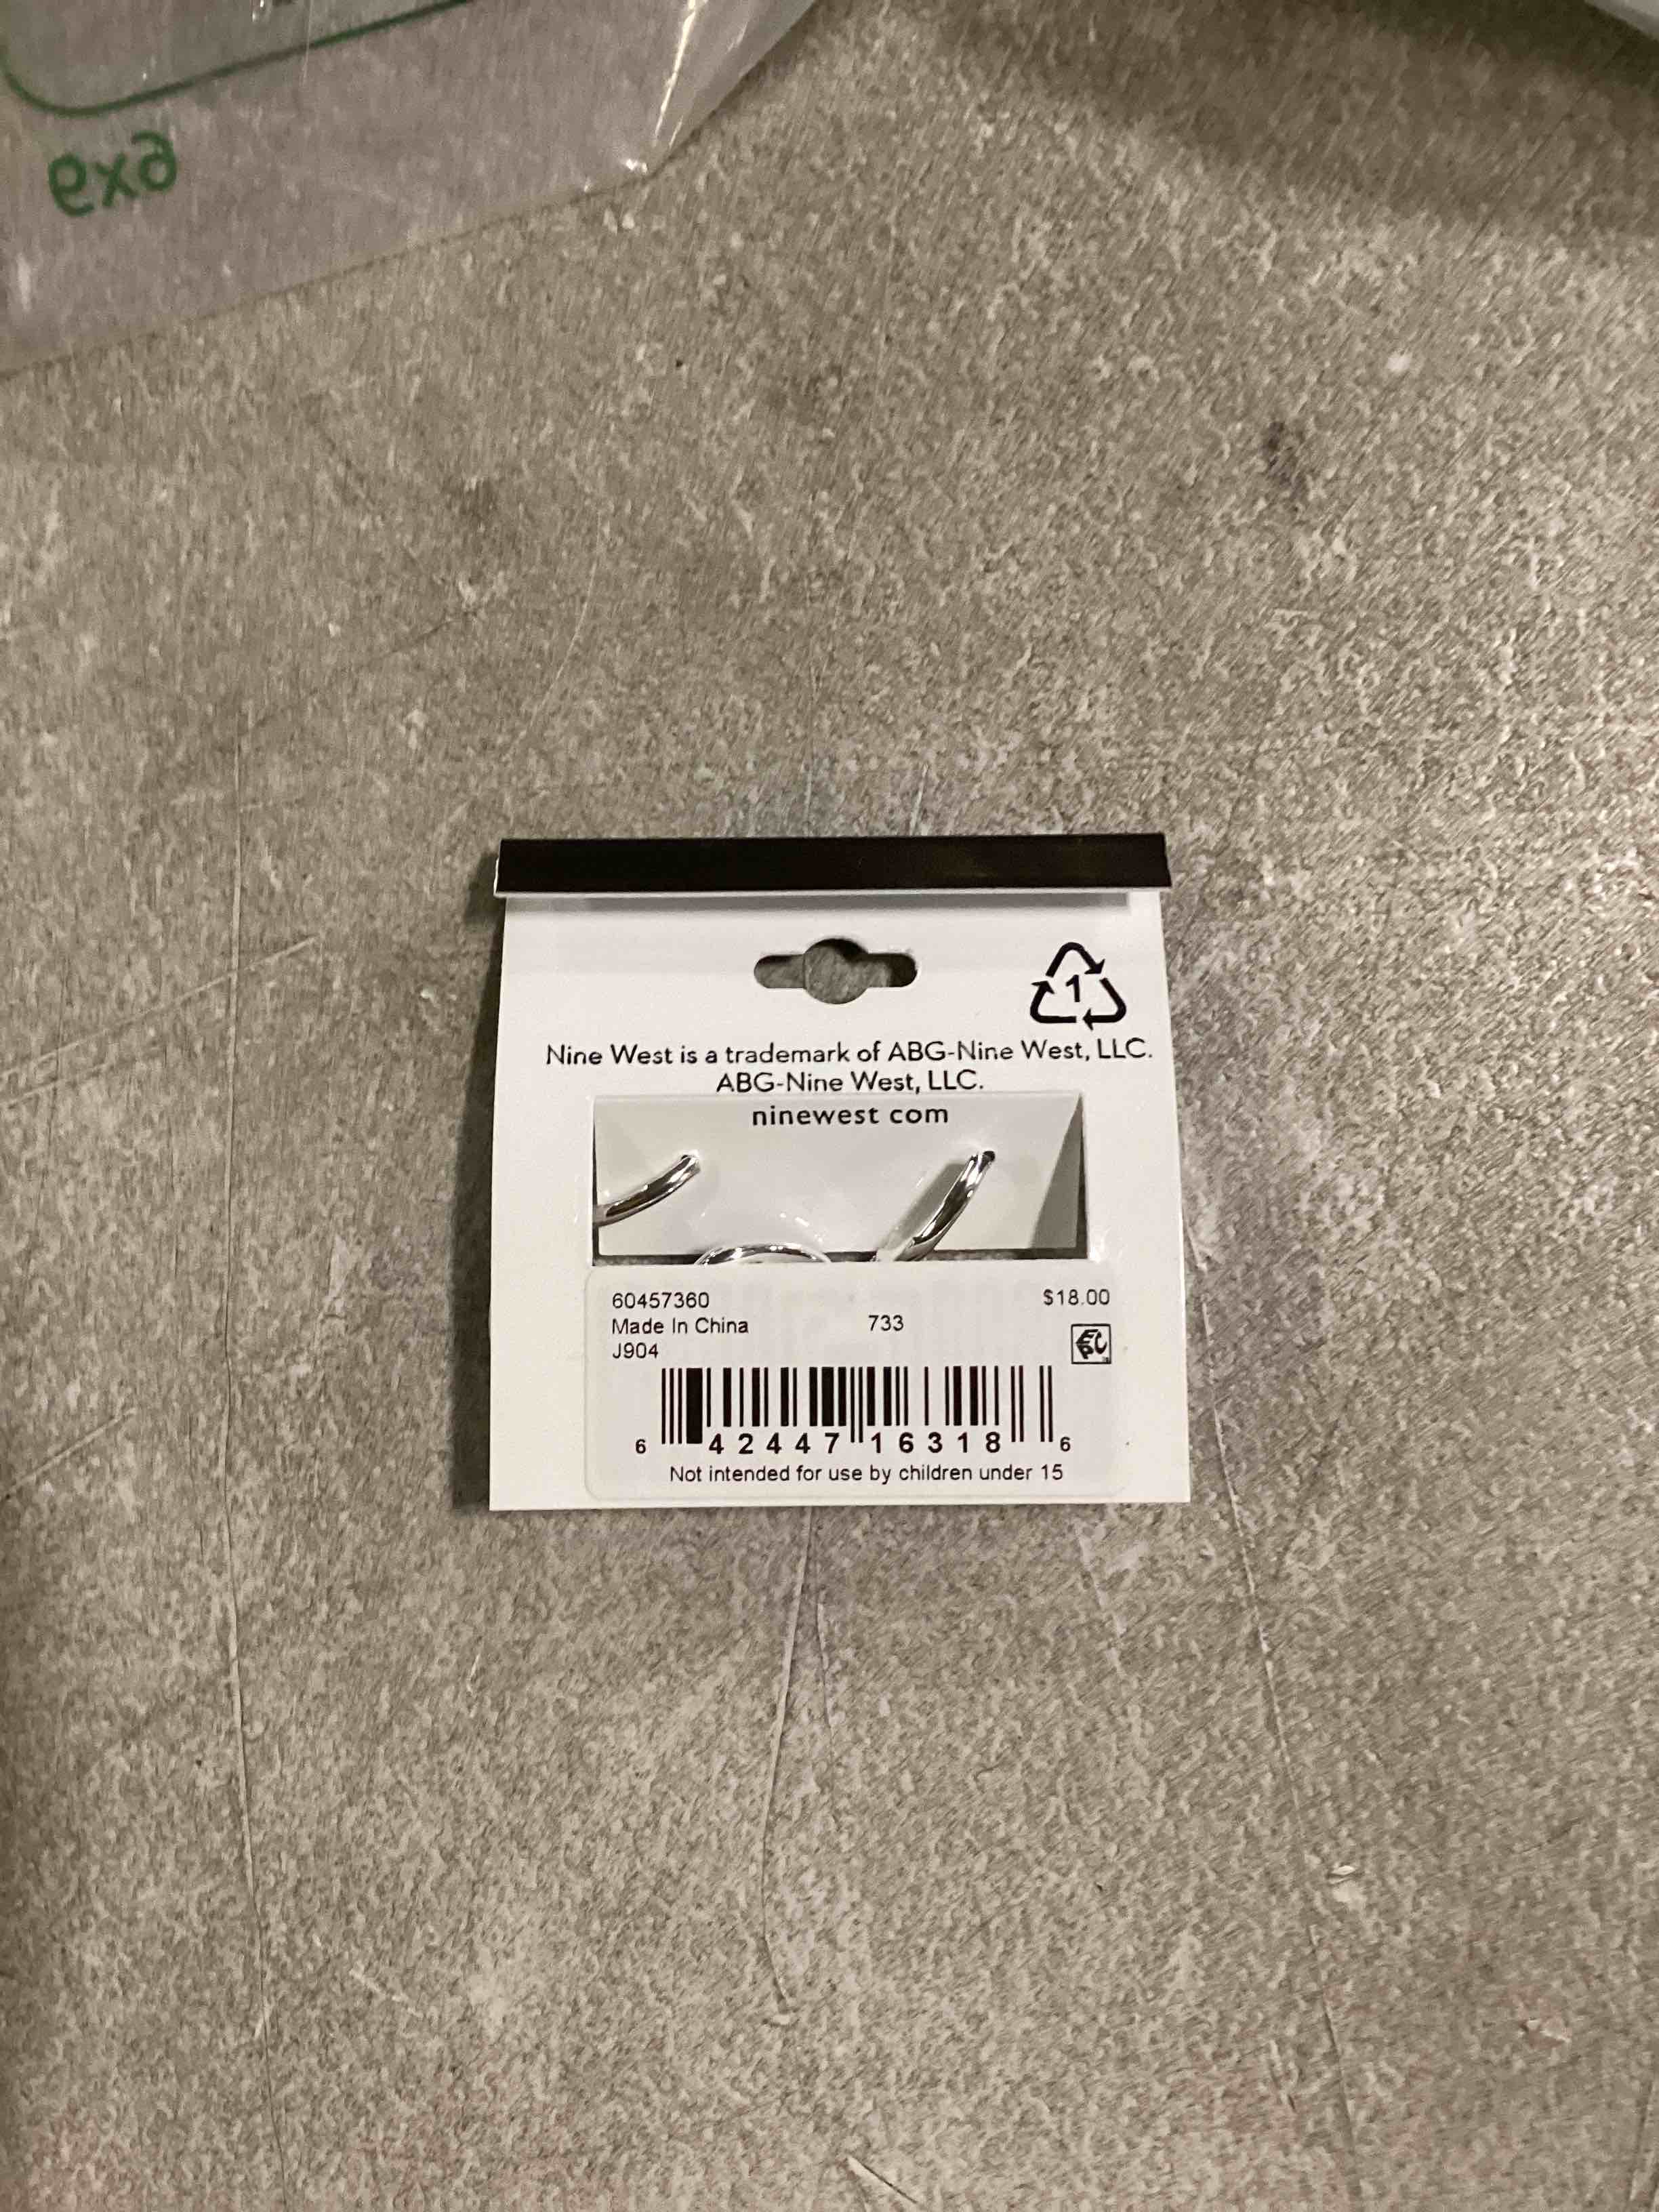 6x9
1
Nine West is a trademark of ABG-Nine West, LLC.
ABG-Nine West, LLC.
ninewest com
60457360 $18.00
Made In China 733
J904
6 42447 16318 6
Not intended for use by children under 15